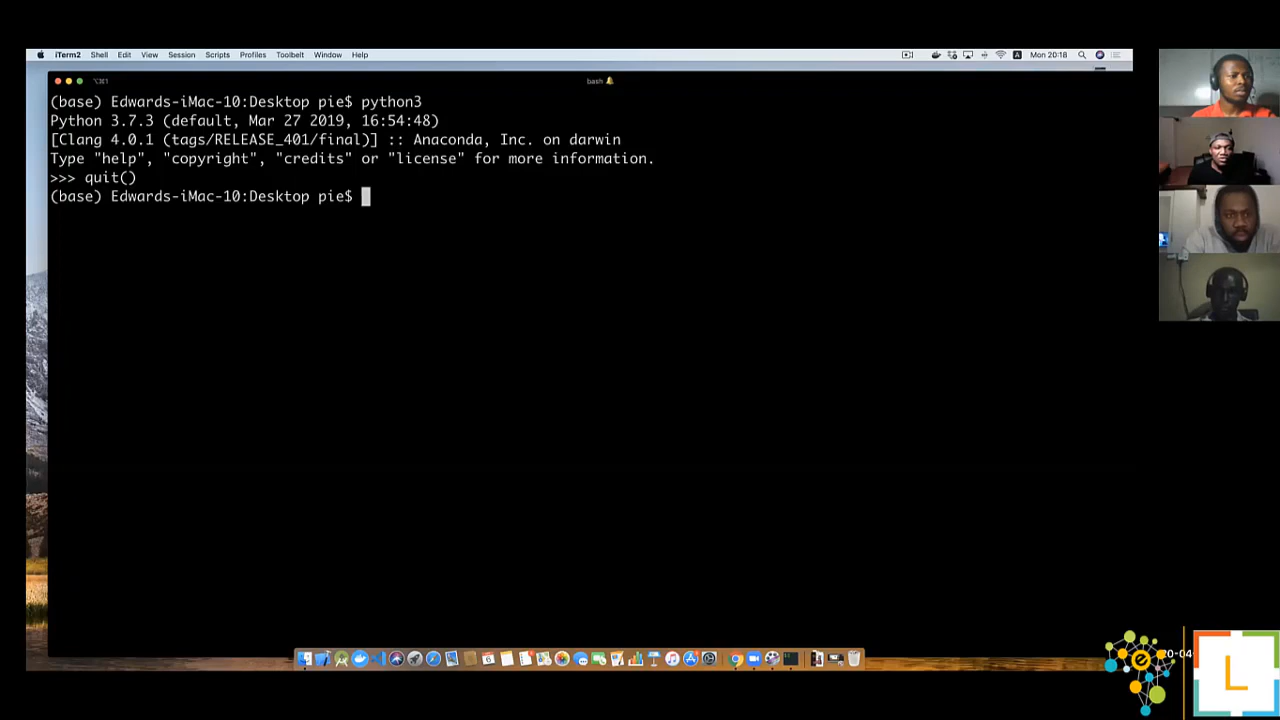 iTerm2 Shell Edit View Session Scripts Profiles Toolbelt Window Help
Mon 20:18
⌥⌘1
bash
(base) Edwards-iMac-10:Desktop pie$ python3
Python 3.7.3 (default, Mar 27 2019, 16:54:48)
[Clang 4.0.1 (tags/RELEASE_401/final)] :: Anaconda, Inc. on darwin
Type "help", "copyright", "credits" or "license" for more information.
>>> quit()
(base) Edwards-iMac-10:Desktop pie$
20-04
L